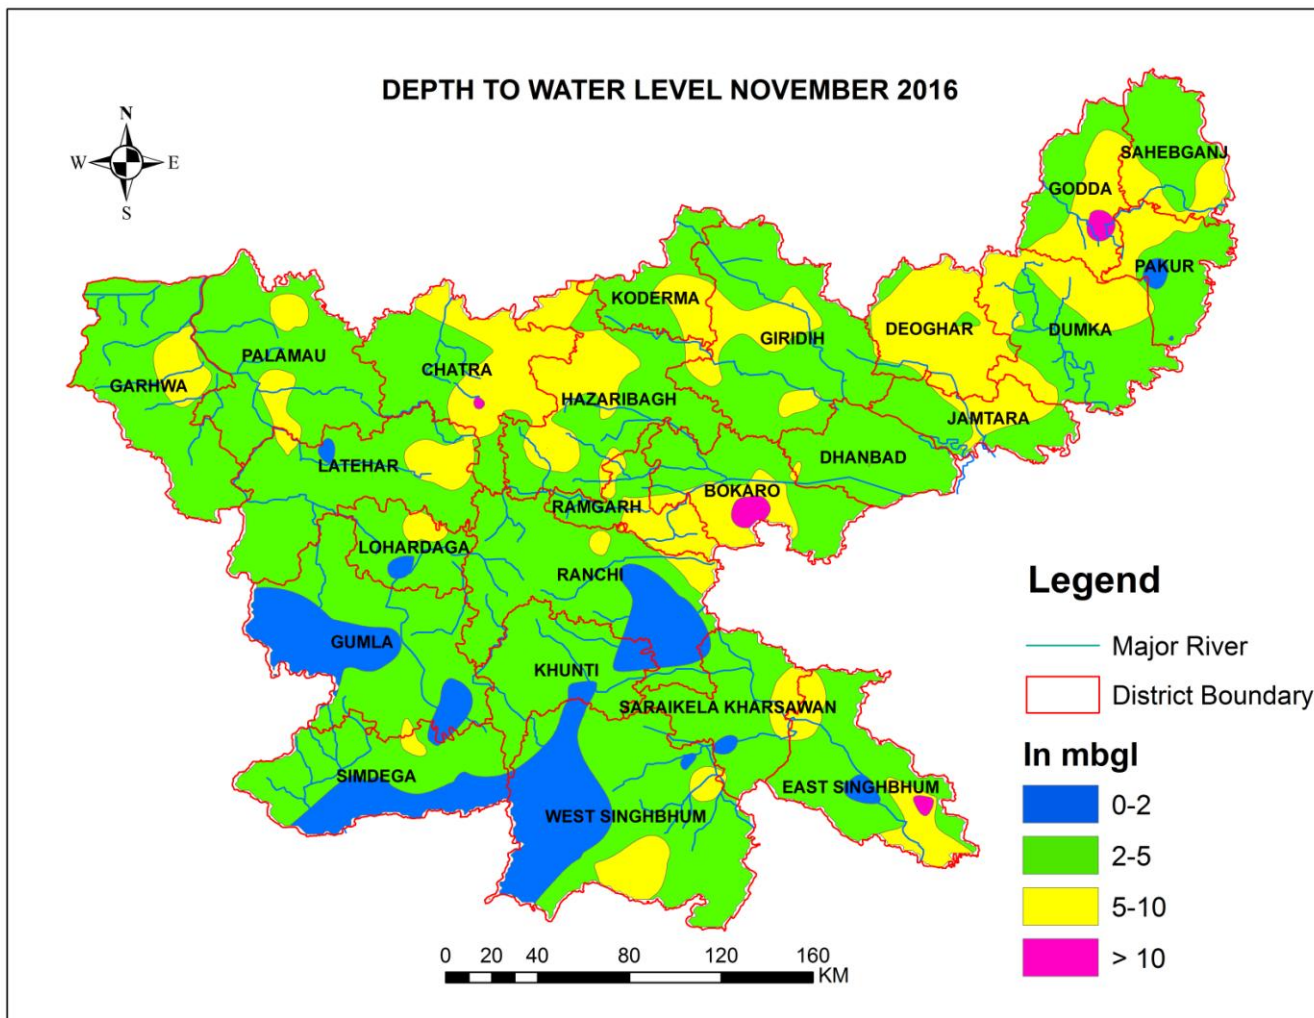 DEPTH TO WATER LEVEL NOVEMBER 2016
N
W E
S
SAHEBGANJ
GODDA
PAKUR
KODERMA
GIRIDIH
DEOGHAR
DUMKA
PALAMAU
CHATRA
GARHWA
HAZARIBAGH
JAMTARA
LATEHAR
DHANBAD
BOKARO
RAMGARH
LOHARDAGA
RANCHI
GUMLA
KHUNTI
SARAIKELA KHARSAWAN
SIMDEGA
EAST SINGHBHUM
WEST SINGHBHUM
Legend
Major River
District Boundary
In mbgl
0-2
2-5
5-10
> 10
0 20 40 80 120 160
KM